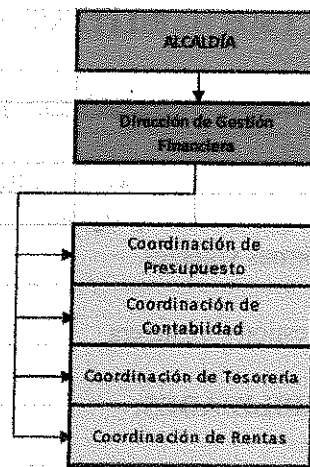 ALCALDÍA
Dirección de Gestión
Financiera
Coordinación de
Presupuesto
Coordinación de
Contabilidad
Coordinación de Tesorería
Coordinación de Rentas